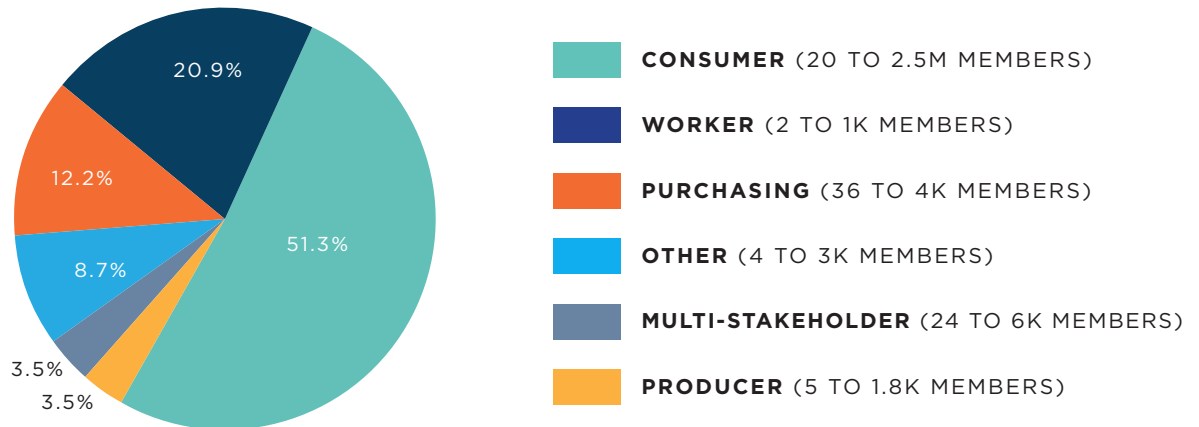 20.9%
12.2%
51.3%
8.7%
3.5%
3.5%
CONSUMER (20 TO 2.5M MEMBERS)
WORKER (2 TO 1K MEMBERS)
PURCHASING (36 TO 4K MEMBERS)
OTHER (4 TO 3K MEMBERS)
MULTI-STAKEHOLDER (24 TO 6K MEMBERS)
PRODUCER (5 TO 1.8K MEMBERS)